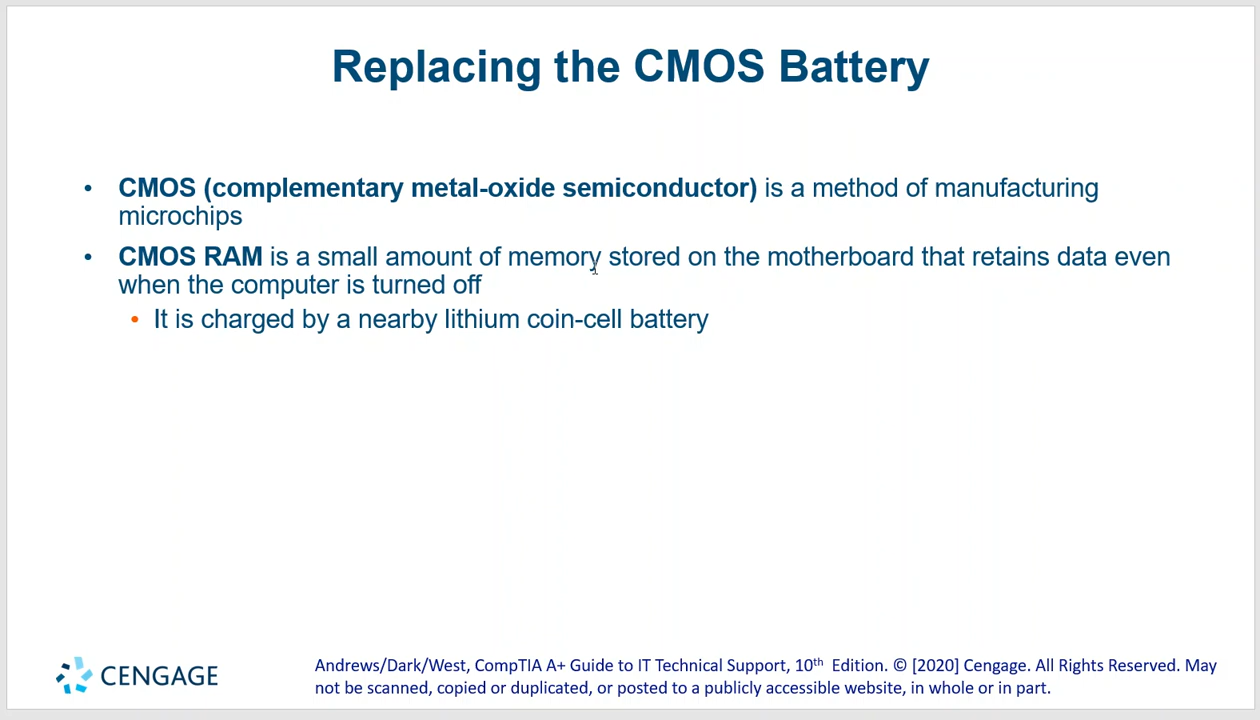 Replacing the CMOS Battery
• CMOS (complementary metal-oxide semiconductor) is a method of manufacturing
microchips
• CMOS RAM is a small amount of memory stored on the motherboard that retains data even
when the computer is turned off
• It is charged by a nearby lithium coin-cell battery
CENGAGE
Andrews/Dark/West, CompTIA A+ Guide to IT Technical Support, 10th Edition. © [2020] Cengage. All Rights Reserved. May
not be scanned, copied or duplicated, or posted to a publicly accessible website, in whole or in part.